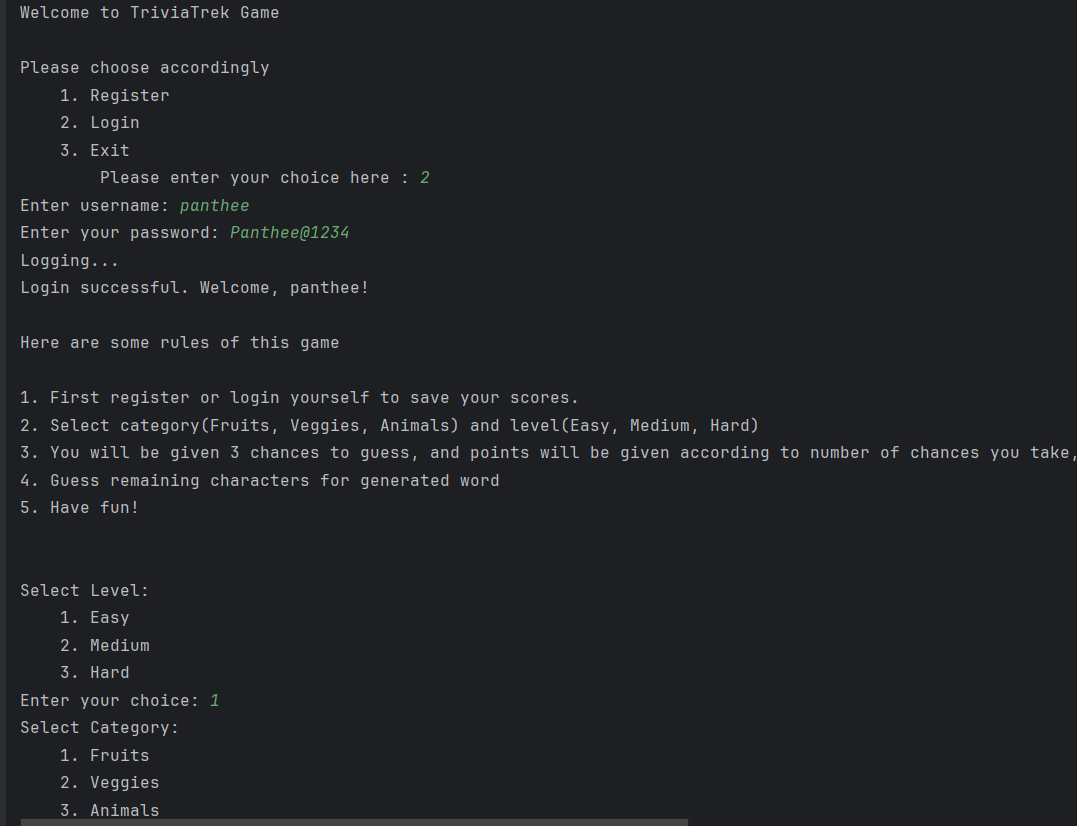 Welcome to TriviaTrek Game
Please choose accordingly
1. Register
2. Login
3. Exit
Please enter your choice here : 2
Enter username: panthee
Enter your password: Panthee@1234
Logging...
Login successful. Welcome, panthee!
Here are some rules of this game
1. First register or login yourself to save your scores.
2. Select category(Fruits, Veggies, Animals) and level(Easy, Medium, Hard)
3. You will be given 3 chances to guess, and points will be given according to number of chances you take,
4. Guess remaining characters for generated word
5. Have fun!
Select Level:
1. Easy
2. Medium
3. Hard
Enter your choice: 1
Select Category:
1. Fruits
2. Veggies
3. Animals